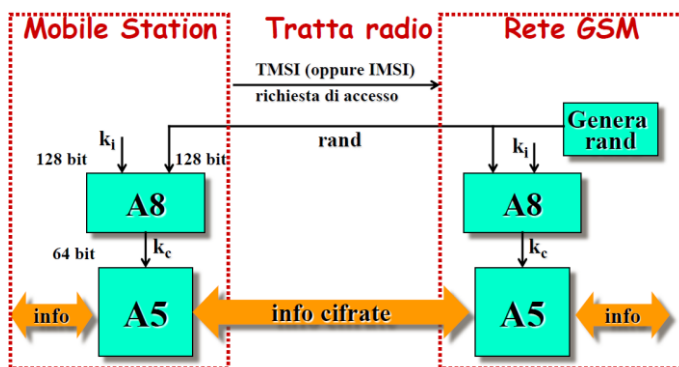 Mobile Station
Tratta radio
Rete GSM
TMSI (oppure IMSI)
richiesta di accesso
Genera
rand
rand
ki
128 bit
128 bit
ki
A8
A8
64 bit
kc
kc
A5
A5
info
info cifrate
info